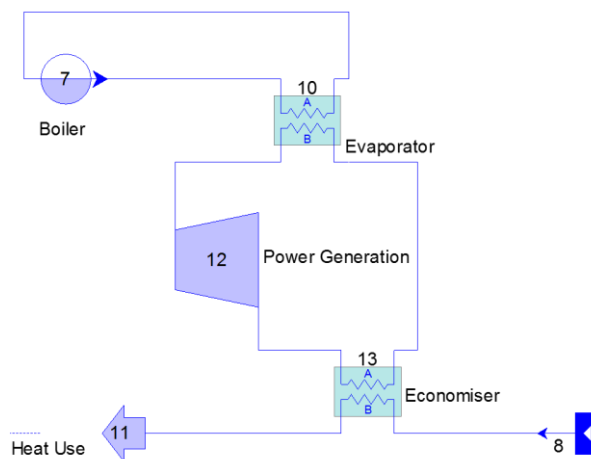 7
Boiler
10
A
B
Evaporator
12
Power Generation
13
A
B
Economiser
11
8
Heat Use